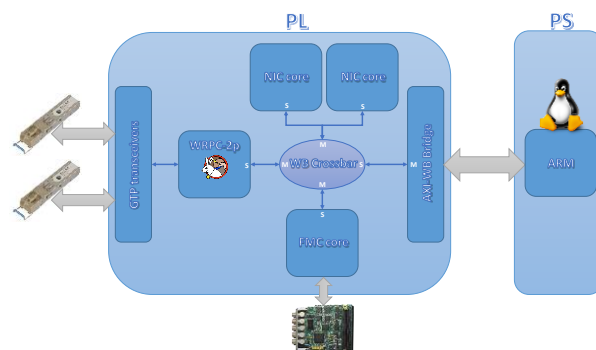 PL
PS
NIC core
NIC core
S
S
GTP transceivers
WRPC-2p
S
M
M
WB Crossbar
S
M
M
AXI-WB Bridge
ARM
S
FMC core